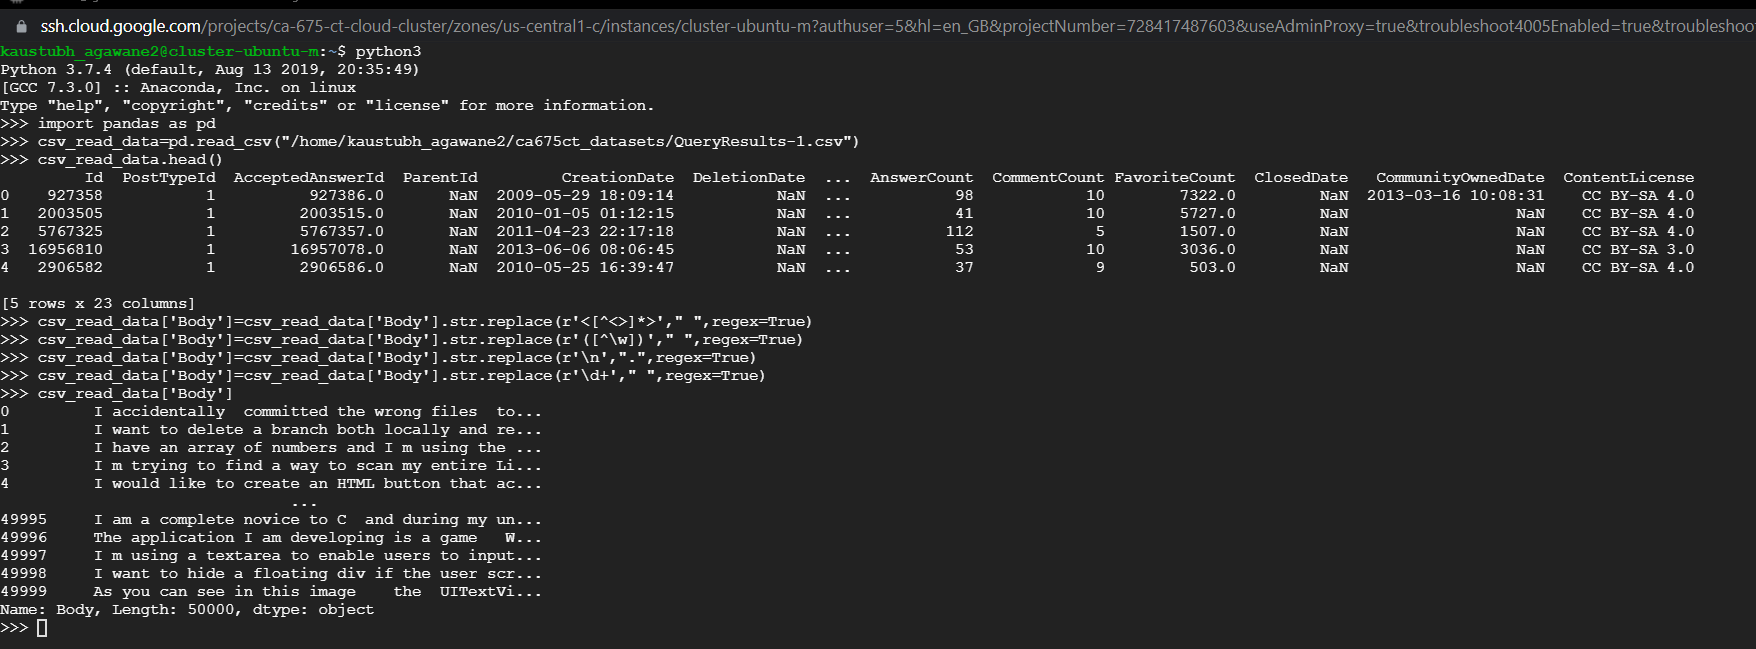 ssh.cloud.google.com/projects/ca-675-ct-cloud-cluster/zones/us-central1-c/instances/cluster-ubuntu-m?authuser=5&hl=en_GB&projectNumber=728417487603&useAdminProxy=true&troubleshoot4005Enabled=true&troubleshoo
kaustubh_agawane2@cluster-ubuntu-m:~$ python3
Python 3.7.4 (default, Aug 13 2019, 20:35:49)
[GCC 7.3.0] :: Anaconda, Inc. on linux
Type "help", "copyright", "credits" or "license" for more information.
>>> import pandas as pd
>>> csv_read_data=pd.read_csv("/home/kaustubh_agawane2/ca675ct_datasets/QueryResults-1.csv")
>>> csv_read_data.head()
         Id  PostTypeId  AcceptedAnswerId  ParentId         CreationDate  DeletionDate  ...  AnswerCount  CommentCount FavoriteCount  ClosedDate   CommunityOwnedDate  ContentLicense
0    927358           1          927386.0       NaN  2009-05-29 18:09:14           NaN  ...           98            10        7322.0         NaN  2013-03-16 10:08:31    CC BY-SA 4.0
1   2003505           1         2003515.0       NaN  2010-01-05 01:12:15           NaN  ...           41            10        5727.0         NaN                  NaN    CC BY-SA 4.0
2   5767325           1         5767357.0       NaN  2011-04-23 22:17:18           NaN  ...          112             5        1507.0         NaN                  NaN    CC BY-SA 4.0
3  16956810           1        16957078.0       NaN  2013-06-06 08:06:45           NaN  ...           53            10        3036.0         NaN                  NaN    CC BY-SA 3.0
4   2906582           1         2906586.0       NaN  2010-05-25 16:39:47           NaN  ...           37             9         503.0         NaN                  NaN    CC BY-SA 4.0
[5 rows x 23 columns]
>>> csv_read_data['Body']=csv_read_data['Body'].str.replace(r'<[^<>]*>'," ",regex=True)
>>> csv_read_data['Body']=csv_read_data['Body'].str.replace(r'([^\w])'," ",regex=True)
>>> csv_read_data['Body']=csv_read_data['Body'].str.replace(r'\n',".",regex=True)
>>> csv_read_data['Body']=csv_read_data['Body'].str.replace(r'\d+'," ",regex=True)
>>> csv_read_data['Body']
0         I accidentally  committed the wrong files  to...
1         I want to delete a branch both locally and re...
2         I have an array of numbers and I m using the ...
3         I m trying to find a way to scan my entire Li...
4         I would like to create an HTML button that ac...
                               ...
49995     I am a complete novice to C  and during my un...
49996     The application I am developing is a game   W...
49997     I m using a textarea to enable users to input...
49998     I want to hide a floating div if the user scr...
49999     As you can see in this image    the  UITextVi...
Name: Body, Length: 50000, dtype: object
>>>